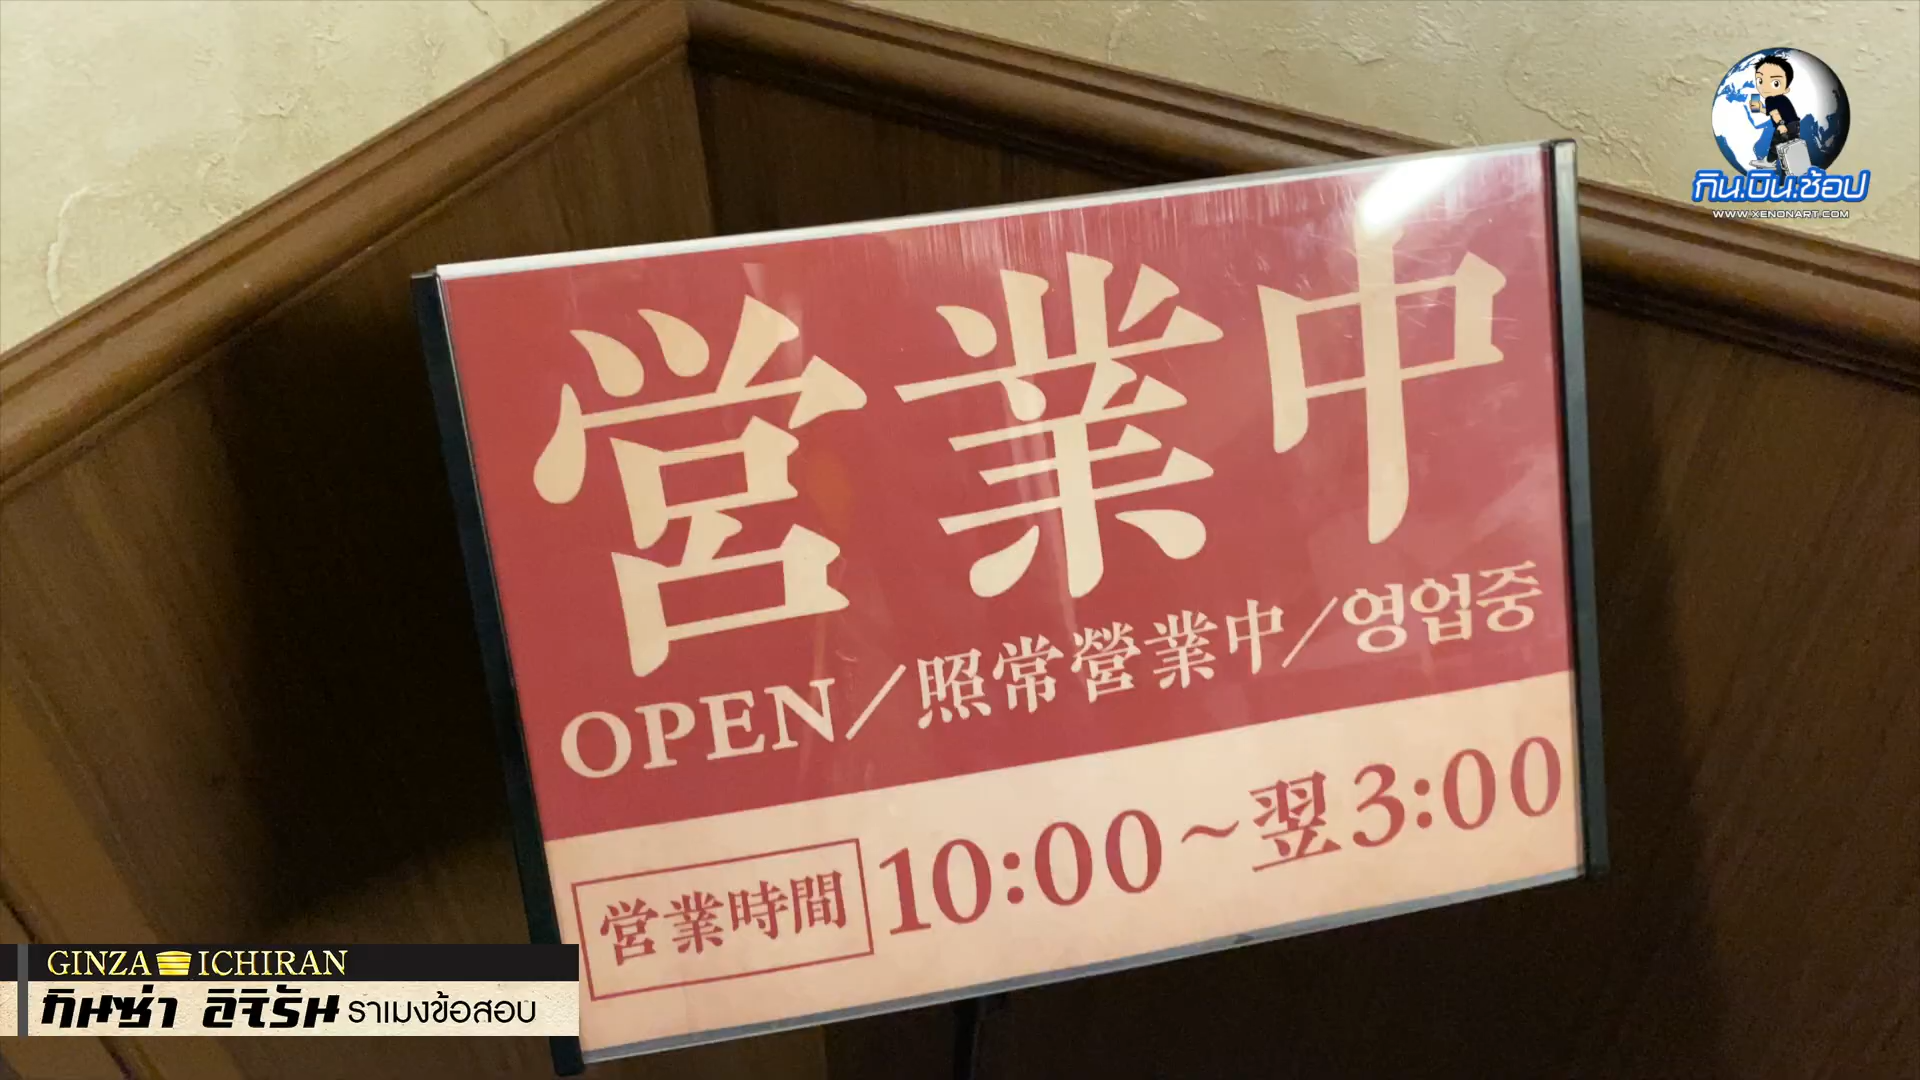 กิน.บิน.ช้อป
WWW.XENONART.COM
営業中
OPEN/照常營業中/영업중
営業時間 10:00~翌3:00
GINZA ICHIRAN
กินซ่า อิจิรัน ราเมงข้อสอบ